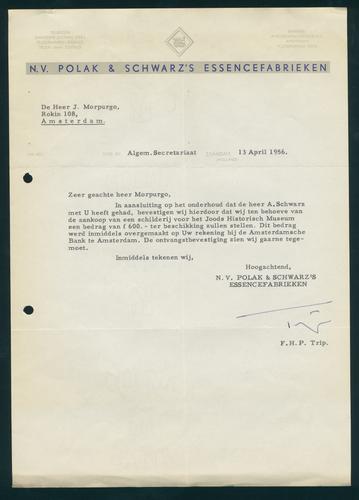 N.V. POLAK & SCHWARZ'S ESSENCEFABRIEKEN
De Heer J. Morpurgo,
Rokin 108,
Amsterdam.
Algem.Secretariaat ZAANDAM, 13 April 1956.
HOLLAND
Zeer geachte heer Morpurgo,
In aansluiting op het onderhoud dat de heer A.Schwarz
met U heeft gehad, bevestigen wij hierdoor dat wij ten behoeve van
de aankoop van een schilderij voor het Joods Historisch Museum
een bedrag van f 600.- ter beschikking zullen stellen. Dit bedrag
werd inmiddels overgemaakt op Uw rekening bij de Amsterdamsche
Bank te Amsterdam. De ontvangstbevestiging zien wij gaarne tege-
moet.
Inmiddels tekenen wij,
Hoogachtend,
N. V. POLAK & SCHWARZ'S
ESSENCEFABRIEKEN
F.H.P. Trip.